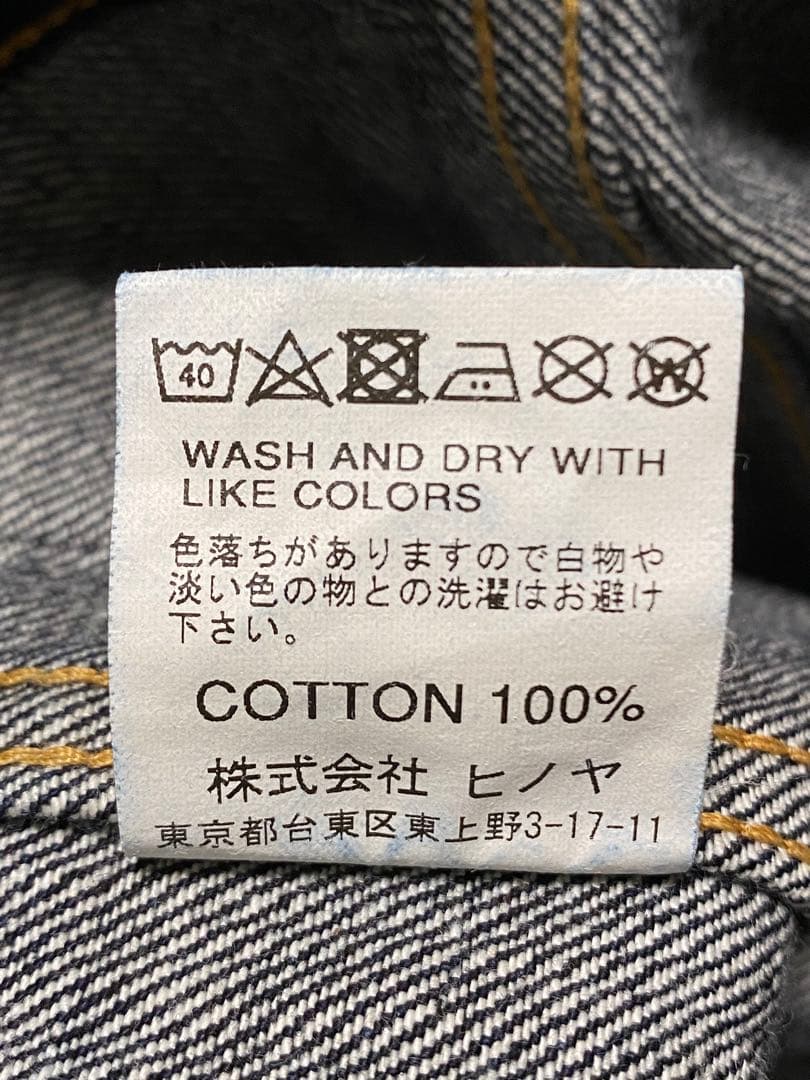 40 W
WASH AND DRY WITH
LIKE COLORS
色落ちがありますので白物や
淡い色の物との洗濯はお避け
下さい。
COTTON 100%
株式会社 ヒノヤ
東京都台東区東上野3-17-11